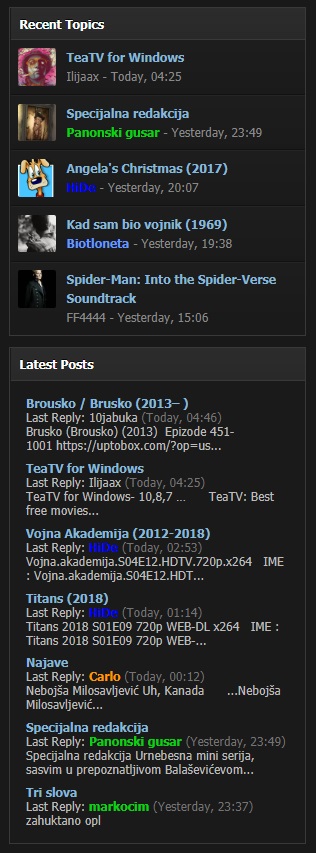 Recent Topics
TeaTV for Windows
Ilijaax - Today, 04:25
Specijalna redakcija
Panonski gusar - Yesterday, 23:49
Angela's Christmas (2017)
HiDe - Yesterday, 20:07
Kad sam bio vojnik (1969)
Biotloneta - Yesterday, 19:38
Spider-Man: Into the Spider-Verse
Soundtrack
FF4444 - Yesterday, 15:06
Latest Posts
Brousko / Brusko (2013– )
Last Reply: 10jabuka (Today, 04:46)
Brusko (Brousko) (2013) Epizode 451-
1001 https://uptobox.com/?op=us...
TeaTV for Windows
Last Reply: Ilijaax (Today, 04:25)
TeaTV for Windows- 10,8,7 ... TeaTV: Best
free movies...
Vojna Akademija (2012-2018)
Last Reply: HiDe (Today, 02:53)
Vojna.akademija.S04E12.HDTV.720p.x264 IME
: Vojna.akademija.S04E12.HDT...
Titans (2018)
Last Reply: HiDe (Today, 01:14)
Titans 2018 S01E09 720p WEB-DL x264 IME :
Titans 2018 S01E09 720p WEB-...
Najave
Last Reply: Carlo (Today, 00:12)
Nebojša Milosavljević Uh, Kanada ...Nebojša
Milosavljević...
Specijalna redakcija
Last Reply: Panonski gusar (Yesterday, 23:49)
Specijalna redakcija Urnebesna mini serija,
sasvim u prepoznatljivom Balaševićevom...
Tri slova
Last Reply: markocim (Yesterday, 23:37)
zahuktano opl